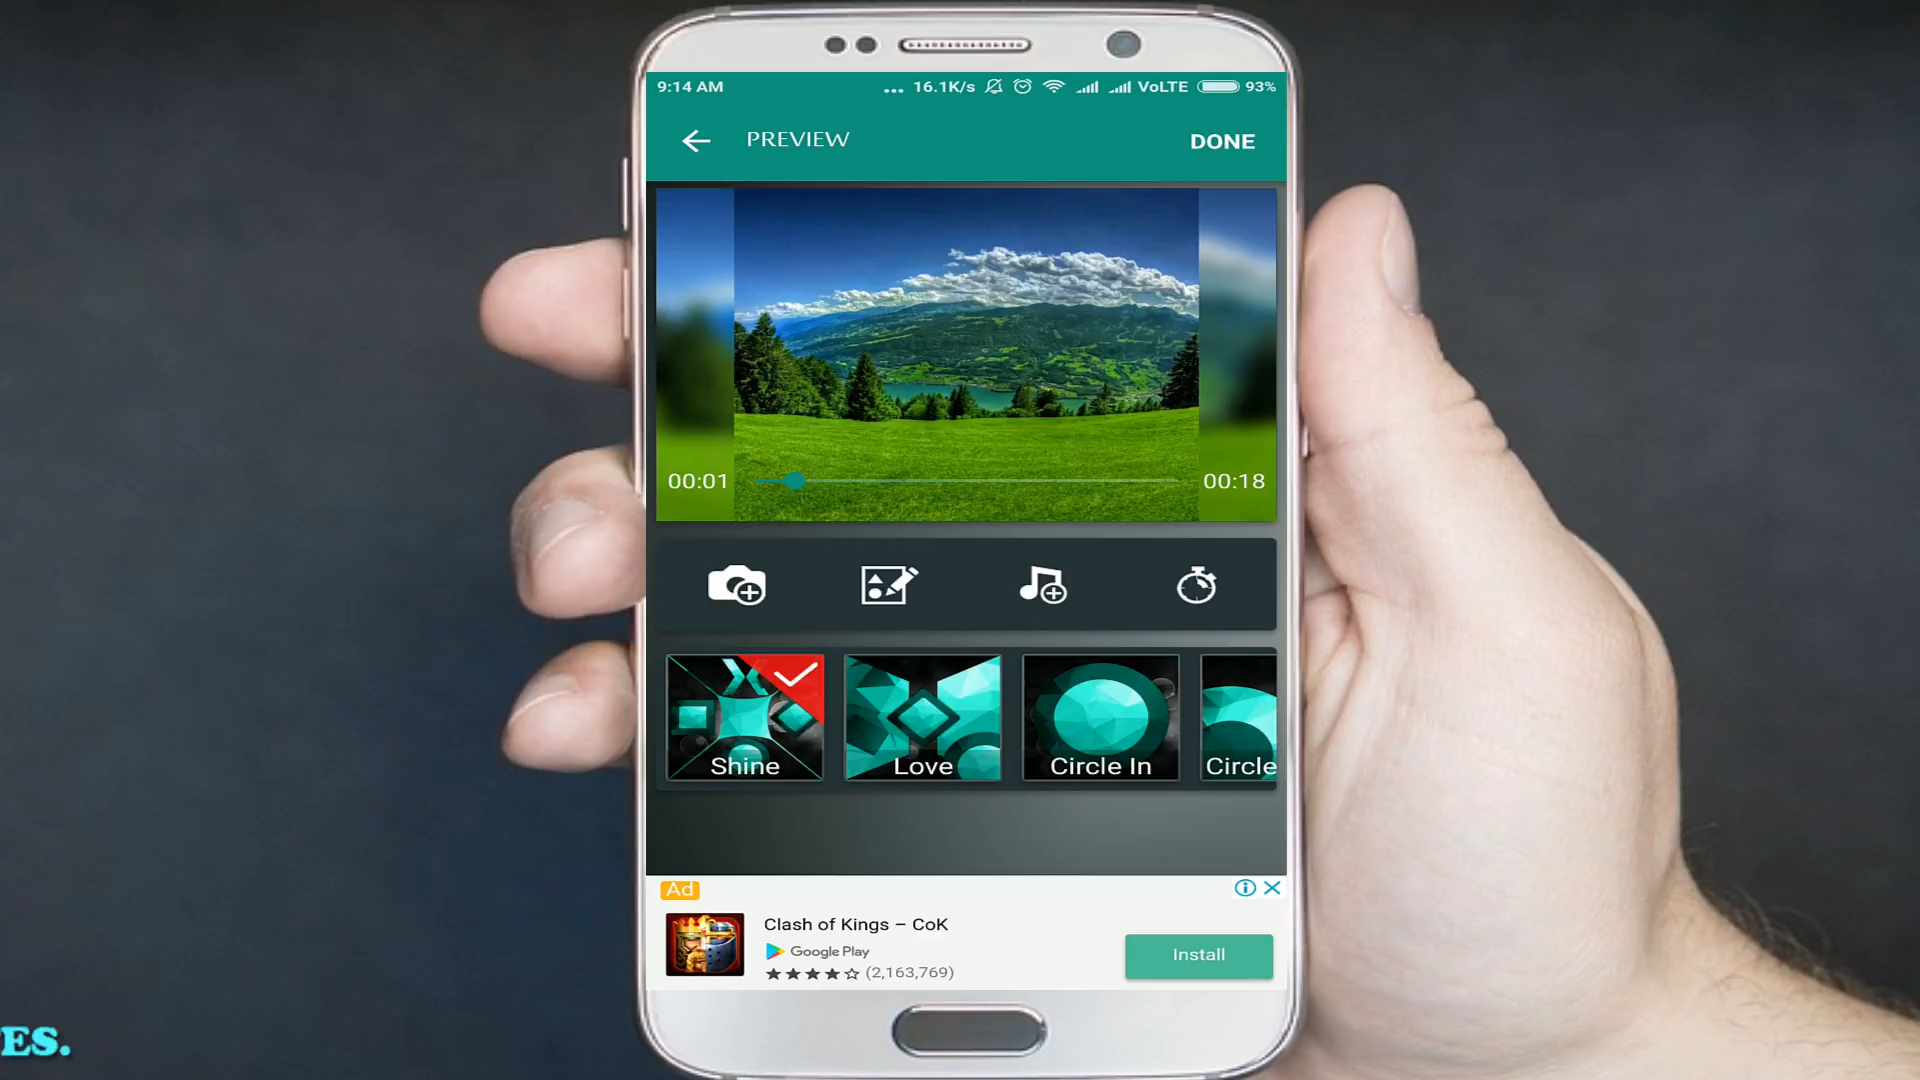 9:14 AM ... 16.1K/s VoLTE 93%
PREVIEW DONE
00:01 00:18
Shine Love Circle In Circle
Ad
Clash of Kings – CoK
Google Play
(2,163,769)
Install
ES.